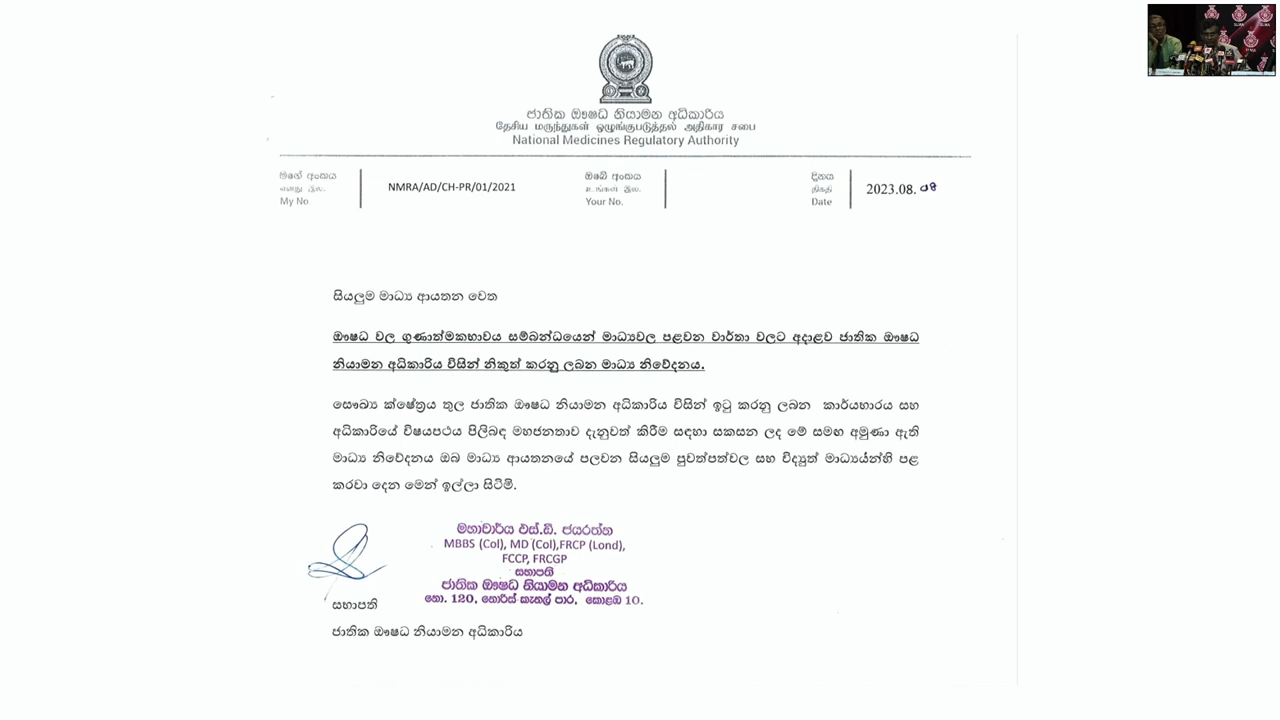 ජාතික ඖෂධ නියාමන අධිකාරිය
தேசிய மருந்துகள் ஒழுங்குபடுத்தல் அதிகார சபை
National Medicines Regulatory Authority
මගේ අංකය
எனது இல.
My No.
NMRA/AD/CH-PR/01/2021
ඔබේ අංකය
உங்கள் இல.
Your No.
දිනය
திகதி
Date
2023.08.08
සියලුම මාධ්‍ය ආයතන වෙත
ඖෂධ වල ගුණාත්මකභාවය සම්බන්ධයෙන් මාධ්‍යවල පළවන වාර්තා වලට අදාළව ජාතික ඖෂධ
නියාමන අධිකාරිය විසින් නිකුත් කරනු ලබන මාධ්‍ය නිවේදනය.
සෞඛ්‍ය ක්ෂේත්‍රය තුල ජාතික ඖෂධ නියාමන අධිකාරිය විසින් ඉටු කරනු ලබන කාර්යභාරය සහ
අධිකාරියේ විෂයපථය පිලිබඳ මහජනතාව දැනුවත් කිරීම සඳහා සකසන ලද මේ සමඟ අමුණා ඇති
මාධ්‍ය නිවේදනය ඔබ මාධ්‍ය ආයතනයේ පලවන සියලුම පුවත්පත්වල සහ විද්‍යුත් මාධ්‍යය්න්හි පළ
කරවා දෙන මෙන් ඉල්ලා සිටිමි.
මහාචාර්ය එස්.ඩී. ජයරත්න
MBBS (Col), MD (Col),FRCP (Lond),
FCCP, FRCGP
සභාපති
ජාතික ඖෂධ නියාමන අධිකාරිය
නො. 120, නොරිස් කැනල් පාර, කොළඹ 10.
සභාපති
ජාතික ඖෂධ නියාමන අධිකාරිය